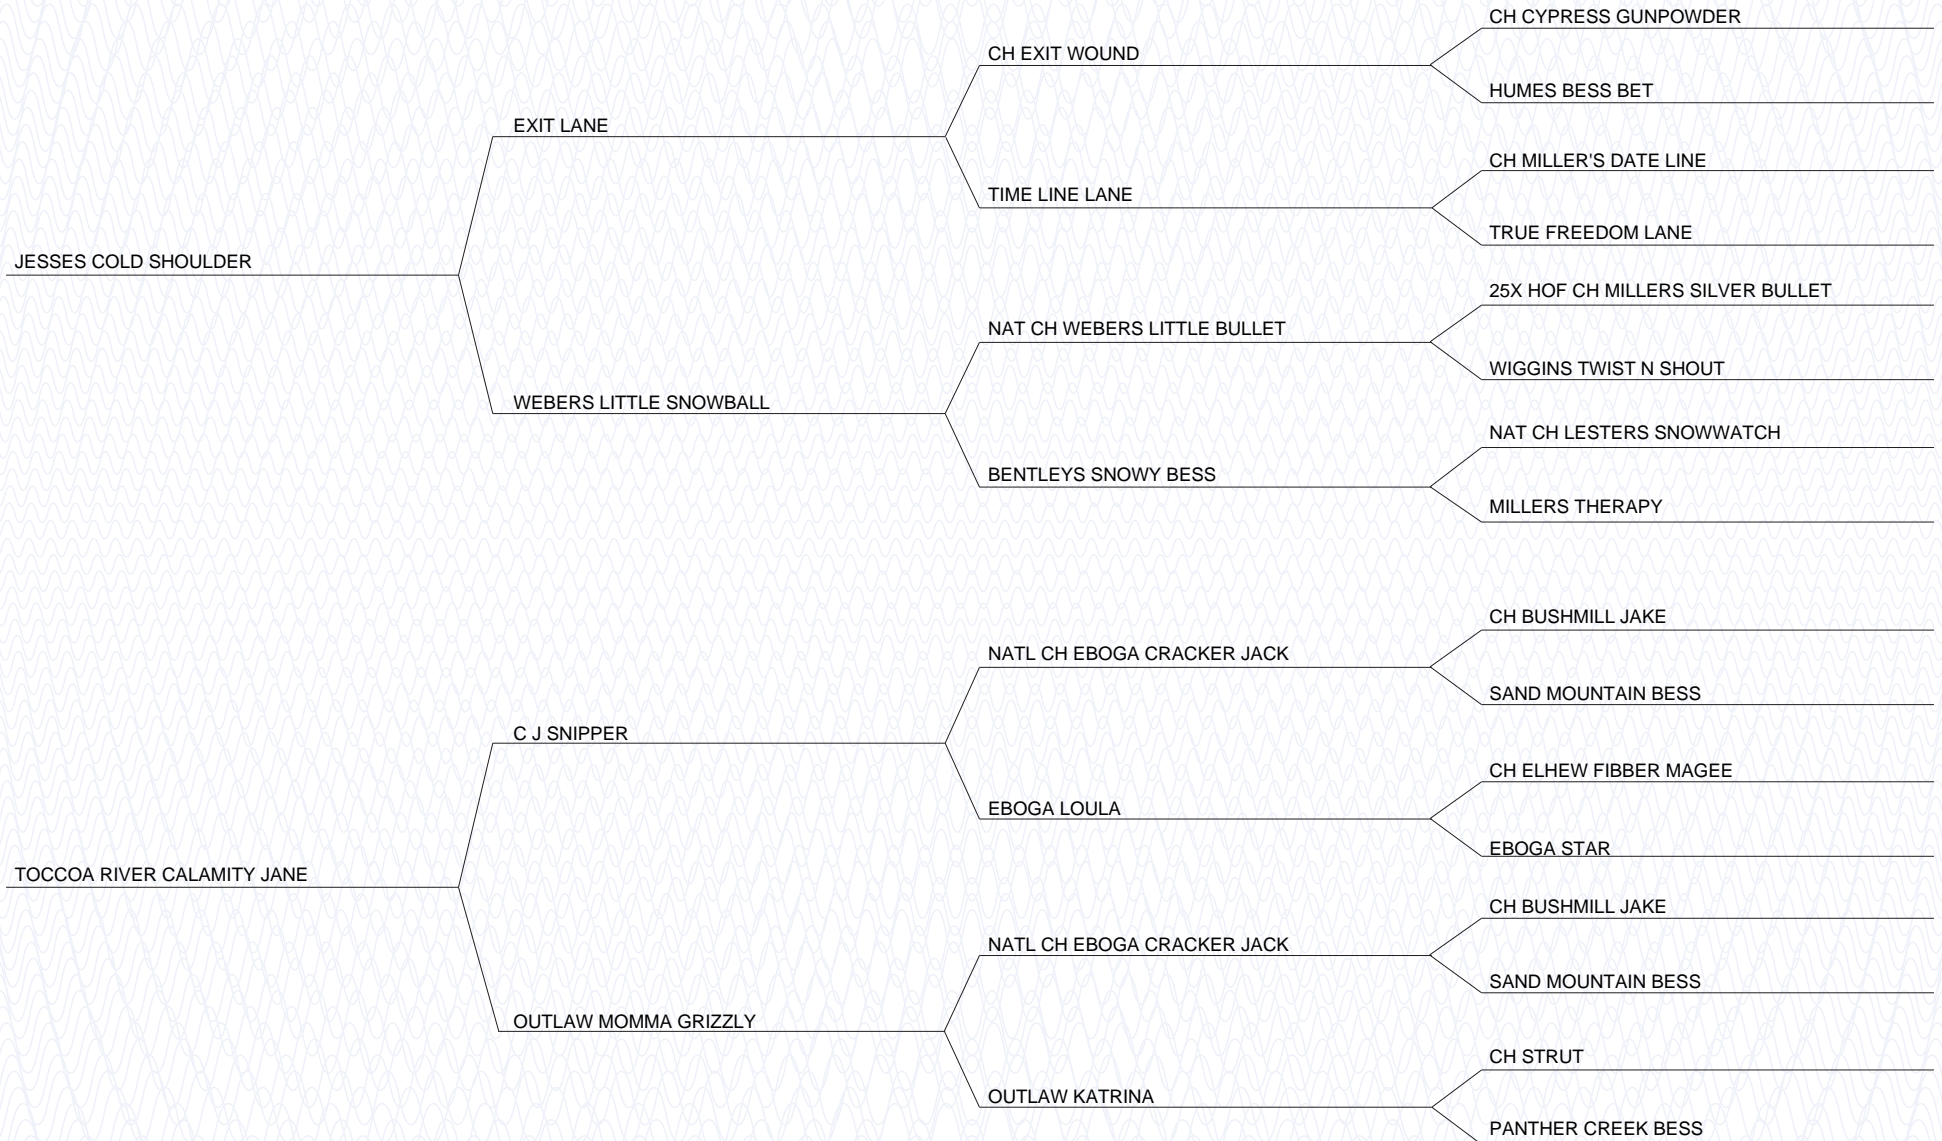 CH CYPRESS GUNPOWDER
CH EXIT WOUND
HUMES BESS BET
EXIT LANE
CH MILLER'S DATE LINE
TIME LINE LANE
TRUE FREEDOM LANE
JESSES COLD SHOULDER
25X HOF CH MILLERS SILVER BULLET
NAT CH WEBERS LITTLE BULLET
WIGGINS TWIST N SHOUT
WEBERS LITTLE SNOWBALL
NAT CH LESTERS SNOWWATCH
BENTLEYS SNOWY BESS
MILLERS THERAPY
CH BUSHMILL JAKE
NATL CH EBOGA CRACKER JACK
SAND MOUNTAIN BESS
C J SNIPPER
CH ELHEW FIBBER MAGEE
EBOGA LOULA
EBOGA STAR
TOCCOA RIVER CALAMITY JANE
CH BUSHMILL JAKE
NATL CH EBOGA CRACKER JACK
SAND MOUNTAIN BESS
OUTLAW MOMMA GRIZZLY
CH STRUT
OUTLAW KATRINA
PANTHER CREEK BESS